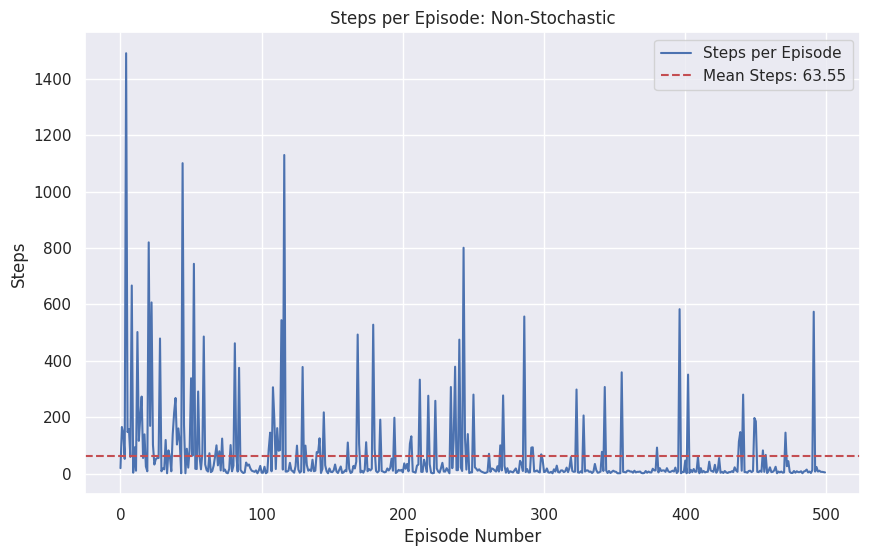 Steps per Episode: Non-Stochastic
Steps per Episode
Mean Steps: 63.55
1400
1200
1000
800
600
400
200
0
Steps
0 100 200 300 400 500
Episode Number